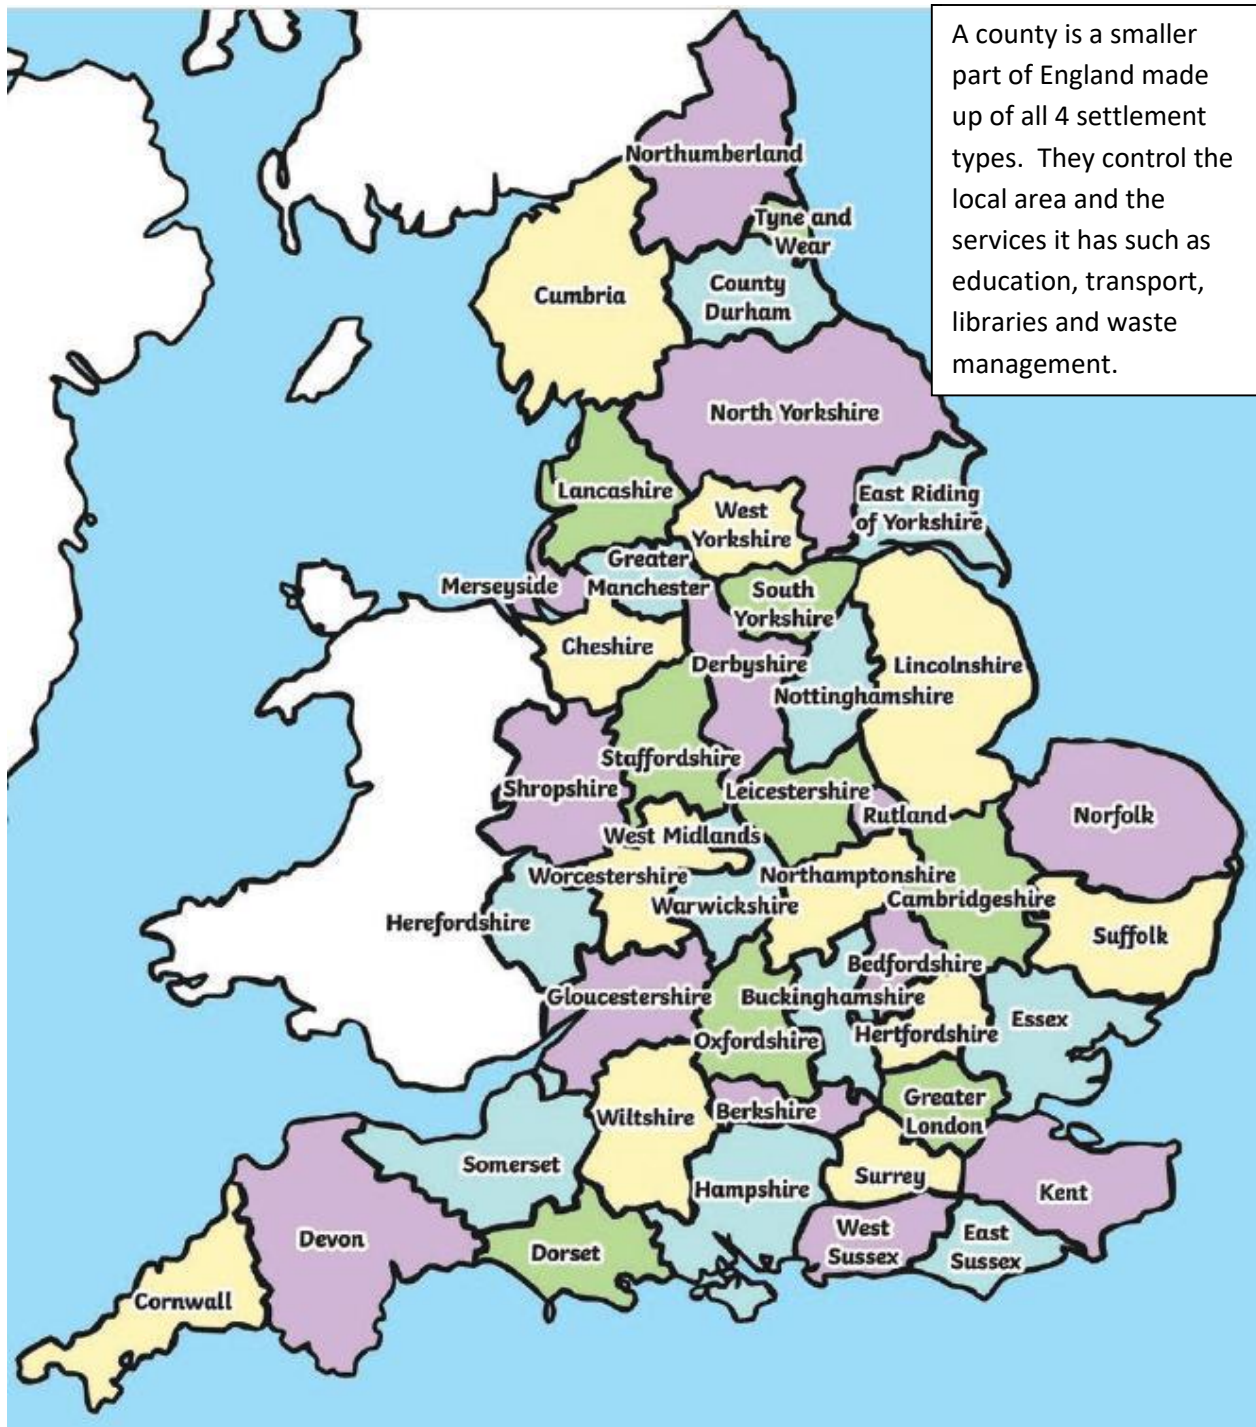 A county is a smaller
part of England made
up of all 4 settlement
types.  They control the
local area and the
services it has such as
education, transport,
libraries and waste
management.
Northumberland
Tyne and
Wear
Cumbria
County
Durham
North Yorkshire
Lancashire
West
Yorkshire
East Riding
of Yorkshire
Merseyside
Greater
Manchester
South
Yorkshire
Cheshire
Derbyshire
Nottinghamshire
Lincolnshire
Staffordshire
Shropshire
Leicestershire
Rutland
Norfolk
West Midlands
Worcestershire
Warwickshire
Northamptonshire
Cambridgeshire
Herefordshire
Suffolk
Bedfordshire
Gloucestershire
Buckinghamshire
Oxfordshire
Hertfordshire
Essex
Wiltshire
Berkshire
Greater
London
Somerset
Hampshire
Surrey
Kent
Devon
Dorset
West
Sussex
East
Sussex
Cornwall